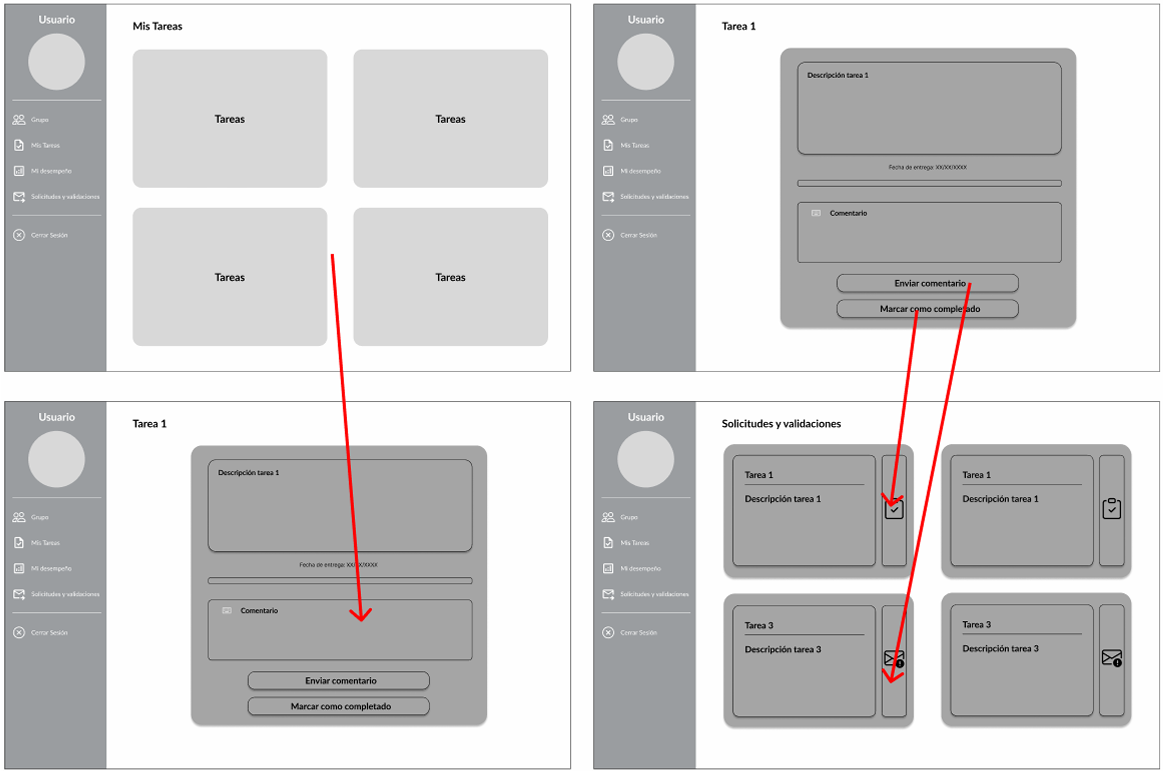 Usuario
Grupo
Mis Tareas
Mi desempeño
Solicitudes y validaciones
Cerrar Sesión
Mis Tareas
Tareas
Tareas
Tareas
Tareas
Usuario
Grupo
Mis Tareas
Mi desempeño
Solicitudes y validaciones
Cerrar Sesión
Tarea 1
Descripción tarea 1
Fecha de entrega: XX/XX/XXXX
Comentario
Enviar comentario
Marcar como completado
Usuario
Grupo
Mis Tareas
Mi desempeño
Solicitudes y validaciones
Cerrar Sesión
Tarea 1
Descripción tarea 1
Fecha de entrega: XX/XX/XXXX
Comentario
Enviar comentario
Marcar como completado
Usuario
Grupo
Mis Tareas
Mi desempeño
Solicitudes y validaciones
Cerrar Sesión
Solicitudes y validaciones
Tarea 1
Descripción tarea 1
Tarea 1
Descripción tarea 1
Tarea 3
Descripción tarea 3
Tarea 3
Descripción tarea 3